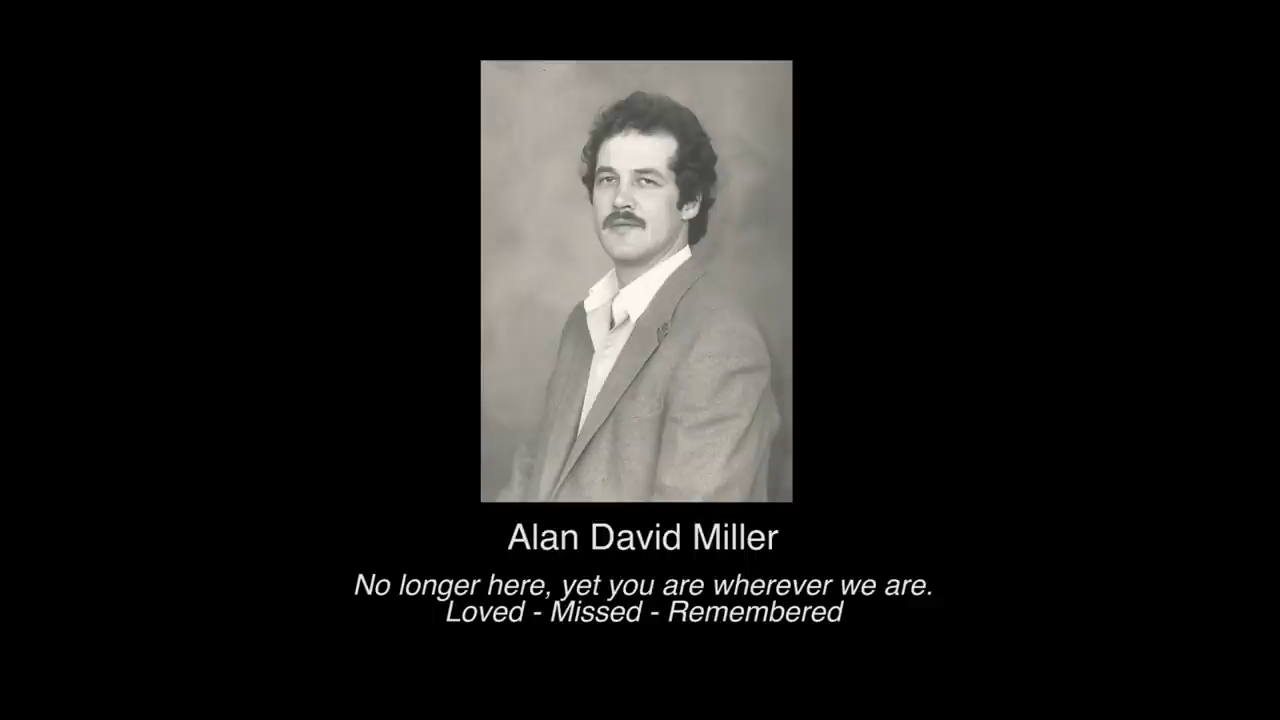 Alan David Miller
No longer here, yet you are wherever we are.
Loved - Missed - Remembered